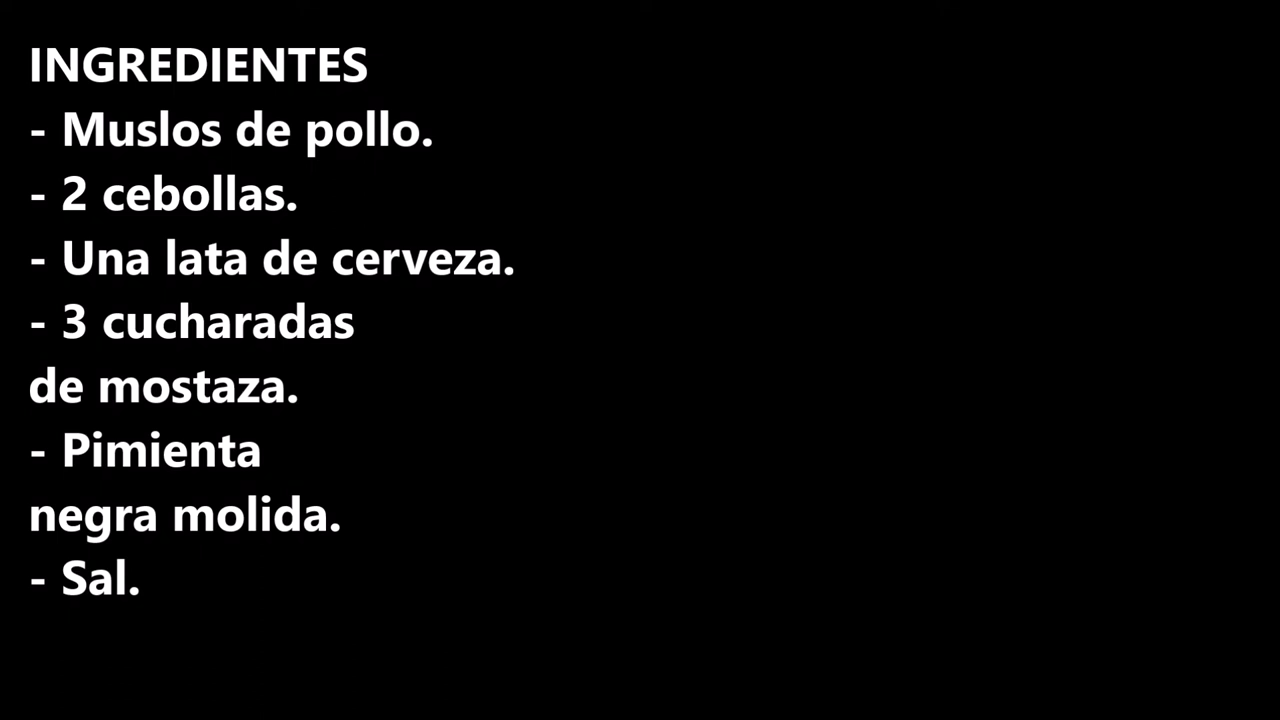 INGREDIENTES
- Muslos de pollo.
- 2 cebollas.
- Una lata de cerveza.
- 3 cucharadas
de mostaza.
- Pimienta
negra molida.
- Sal.